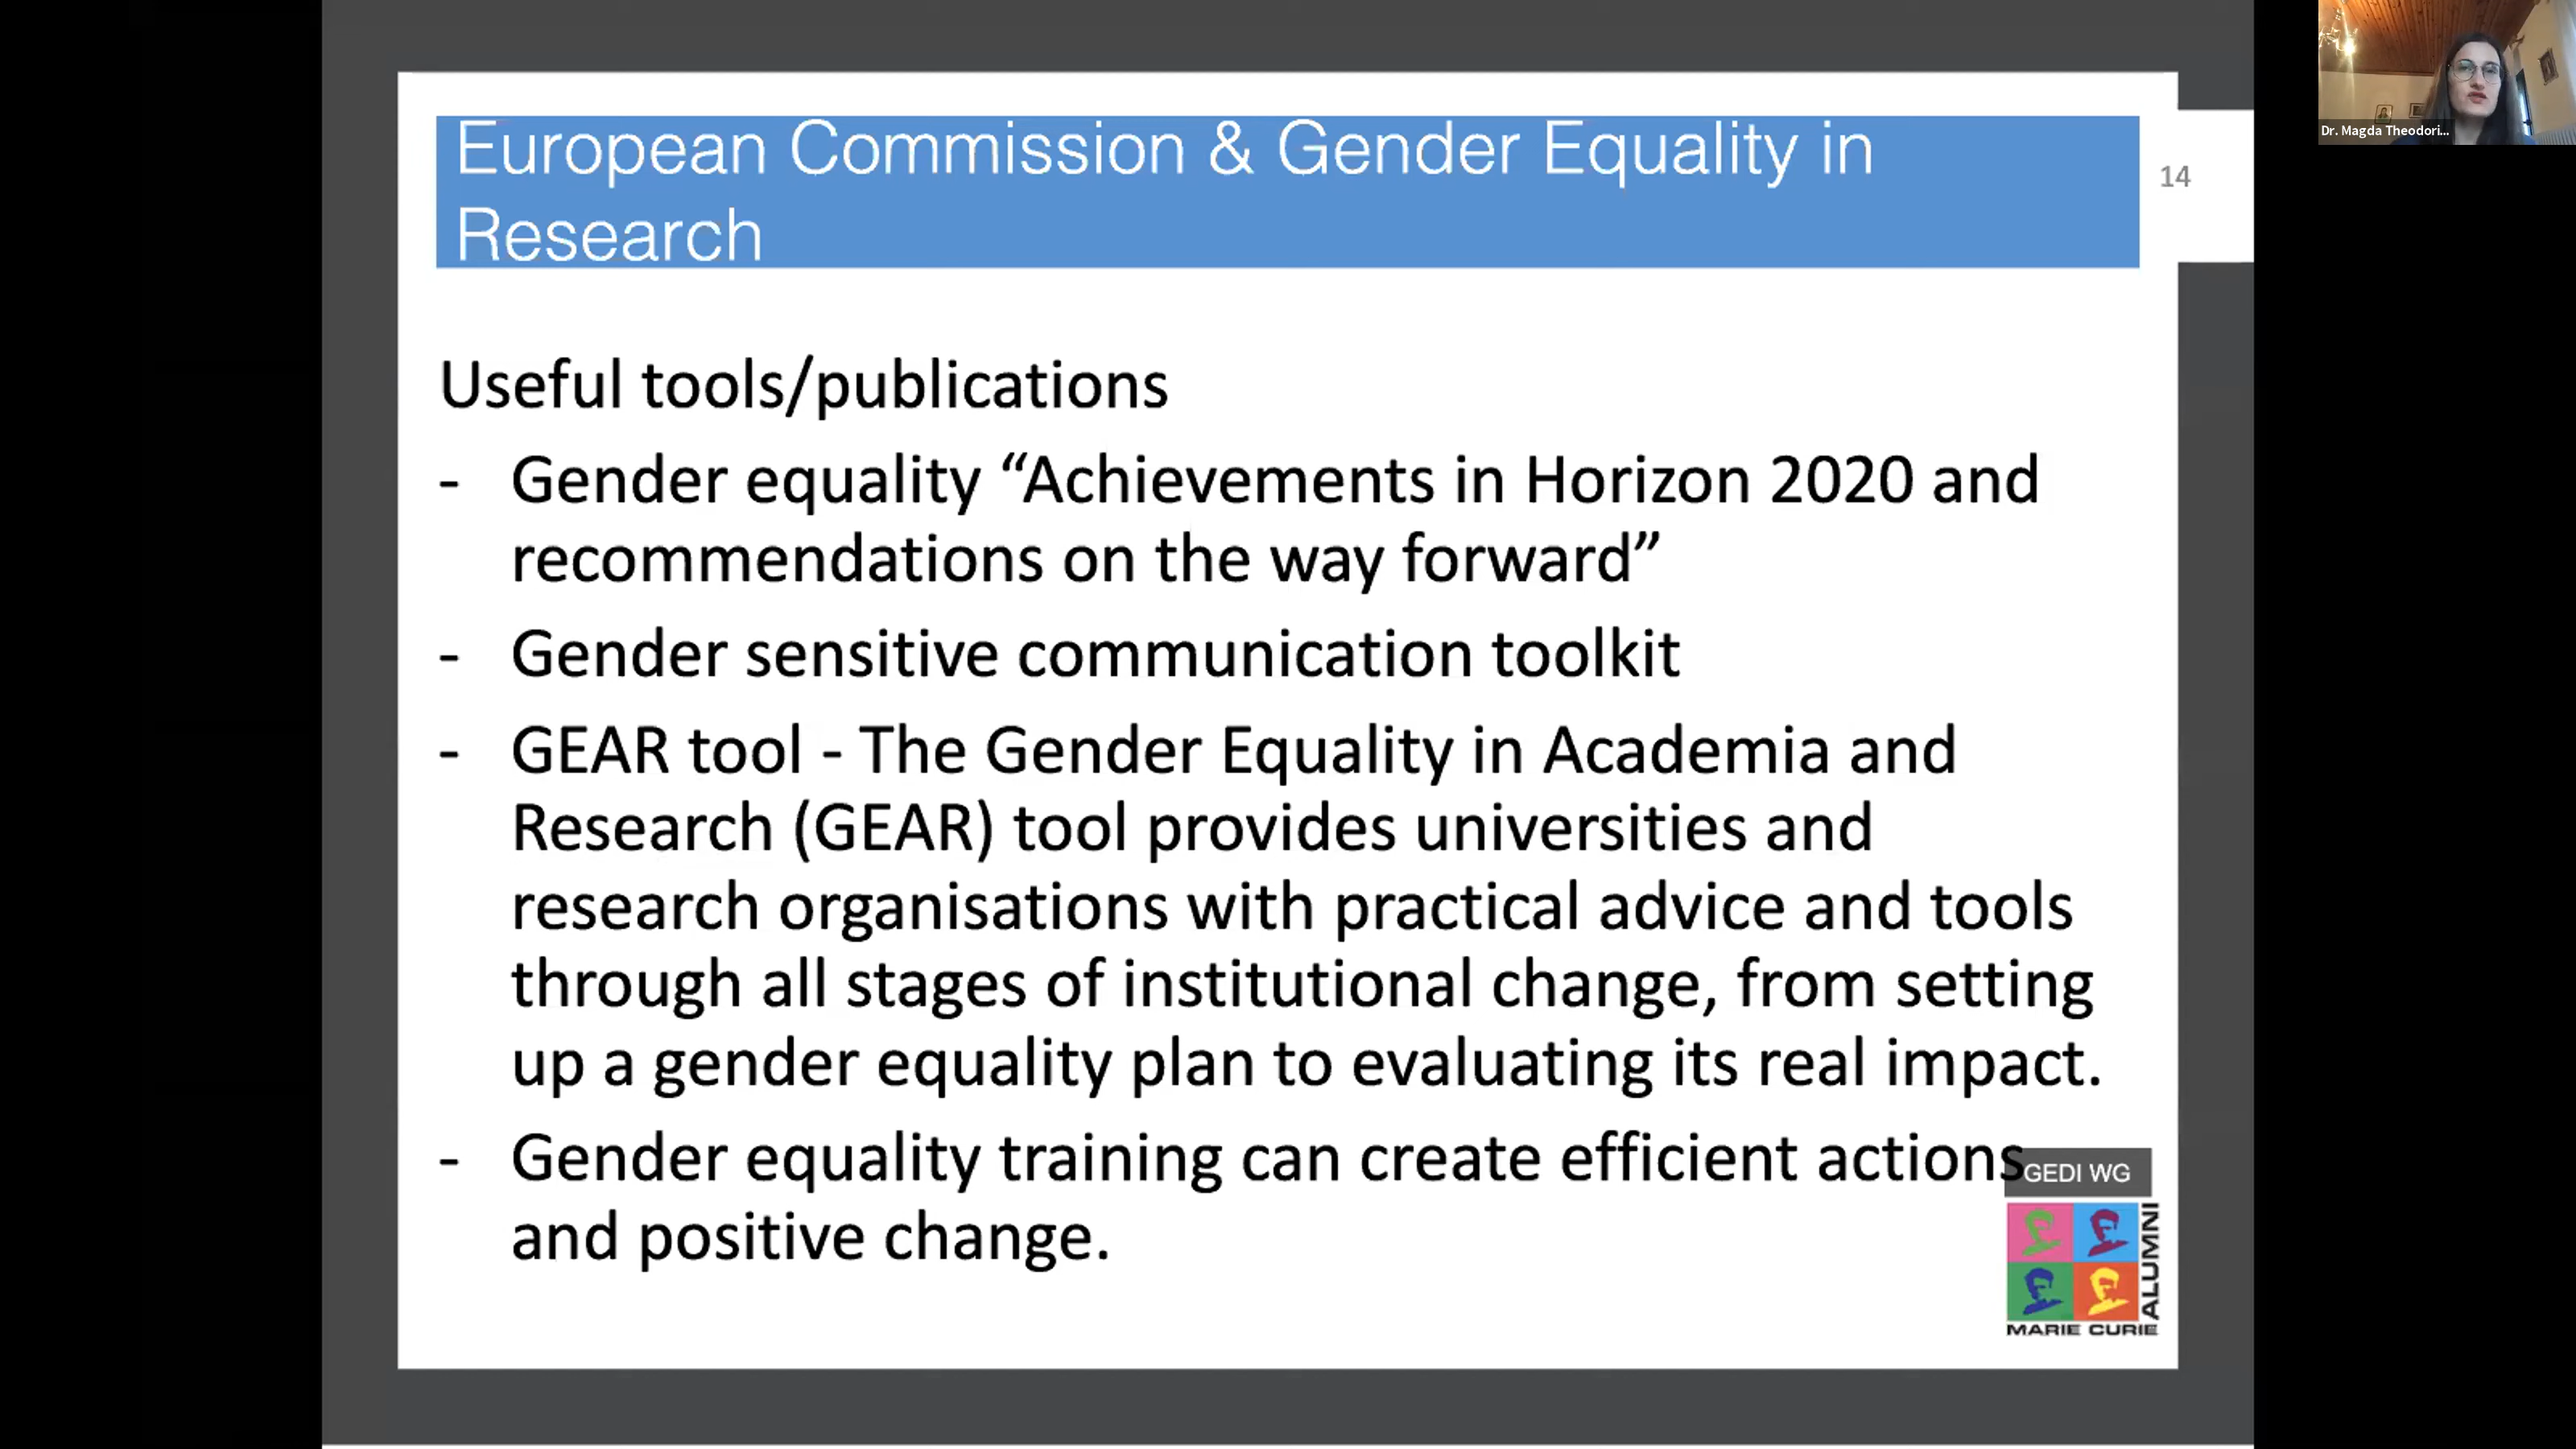 European Commission & Gender Equality in
Research
14
Useful tools/publications
- Gender equality “Achievements in Horizon 2020 and
recommendations on the way forward”
- Gender sensitive communication toolkit
- GEAR tool - The Gender Equality in Academia and
Research (GEAR) tool provides universities and
research organisations with practical advice and tools
through all stages of institutional change, from setting
up a gender equality plan to evaluating its real impact.
- Gender equality training can create efficient actions
and positive change.
GEDI WG
ALUMNI
MARIE CURIE
Dr. Magda Theodori...